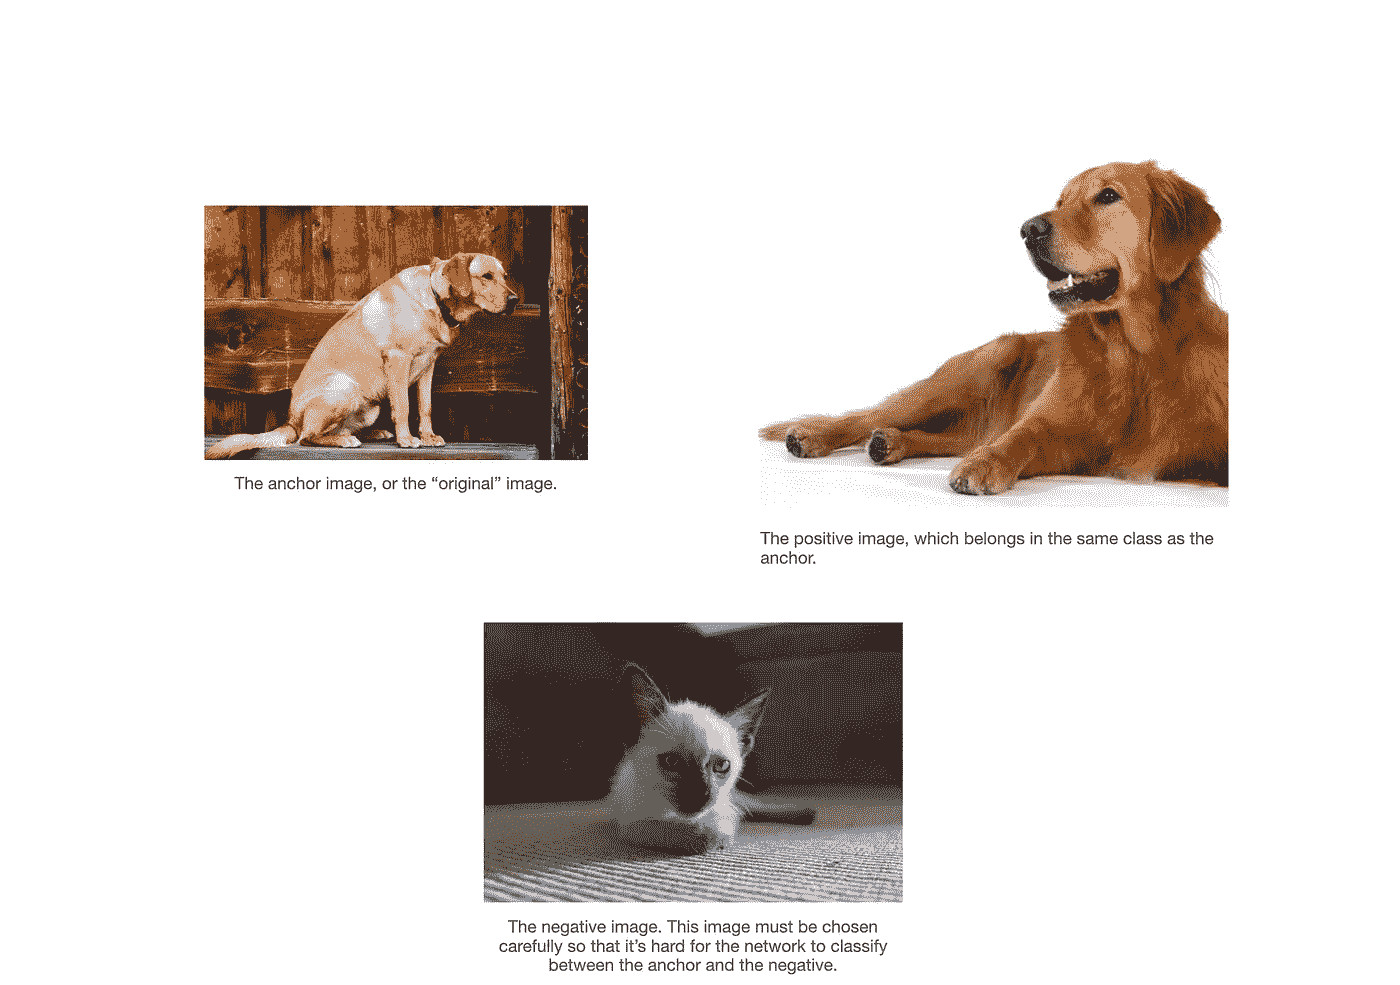 The anchor image, or the “original” image.
The positive image, which belongs in the same class as the
anchor.
The negative image. This image must be chosen
carefully so that it’s hard for the network to classify
between the anchor and the negative.